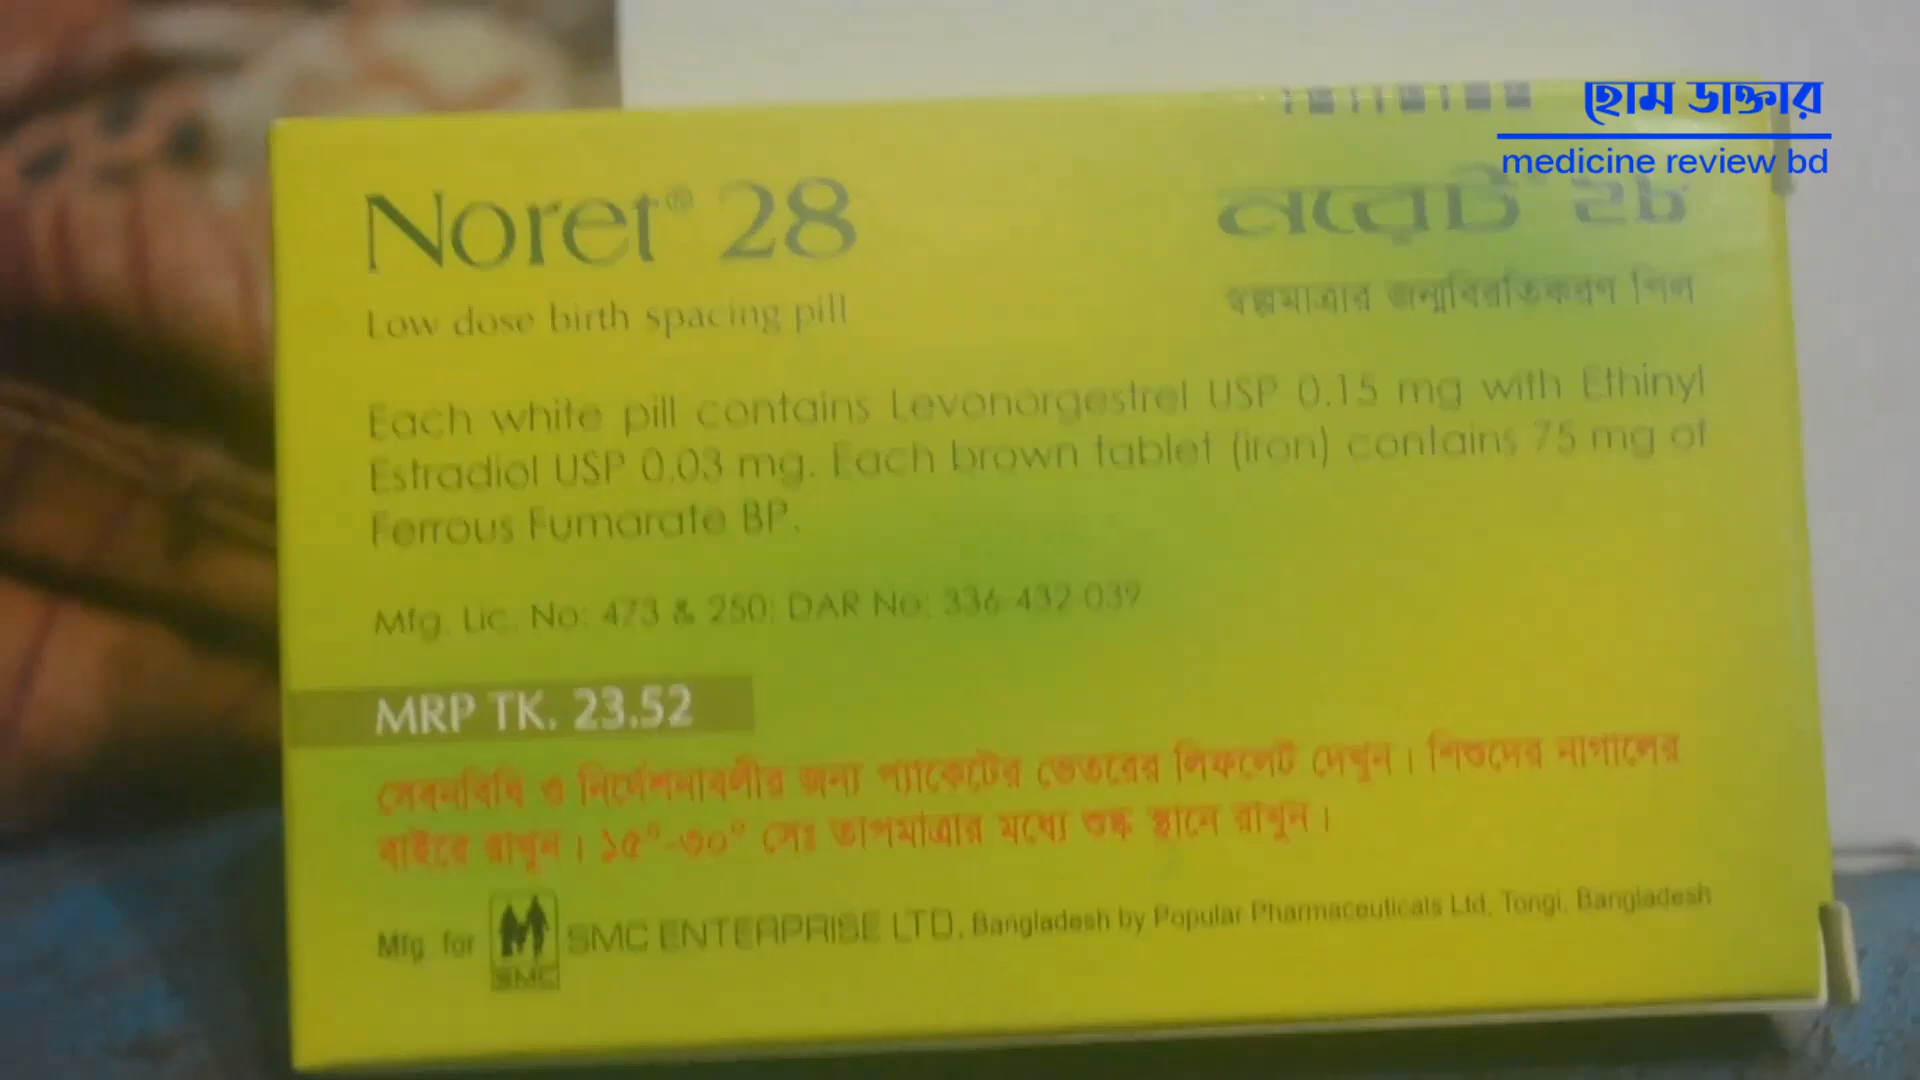 হোম ডাক্তার
medicine review bd
Noret® 28
নরেট® ২৮
Low dose birth spacing pill
স্বল্পমাত্রার জন্মবিরতিকরণ পিল
Each white pill contains Levonorgestrel USP 0.15 mg with Ethinyl
Estradiol USP 0.03 mg. Each brown tablet (iron) contains 75 mg of
Ferrous Fumarate BP.
Mfg. Lic. No: 473 & 250; DAR No: 336-432-039
MRP TK. 23.52
সেবনবিধি ও নির্দেশনাবলীর জন্য প্যাকেটের ভেতরের লিফলেট দেখুন। শিশুদের নাগালের
বাইরে রাখুন। ১৫°-৩০° সেঃ তাপমাত্রার মধ্যে শুষ্ক স্থানে রাখুন।
Mfg. for SMC SMC ENTERPRISE LTD, Bangladesh by Popular Pharmaceuticals Ltd, Tongi, Bangladesh